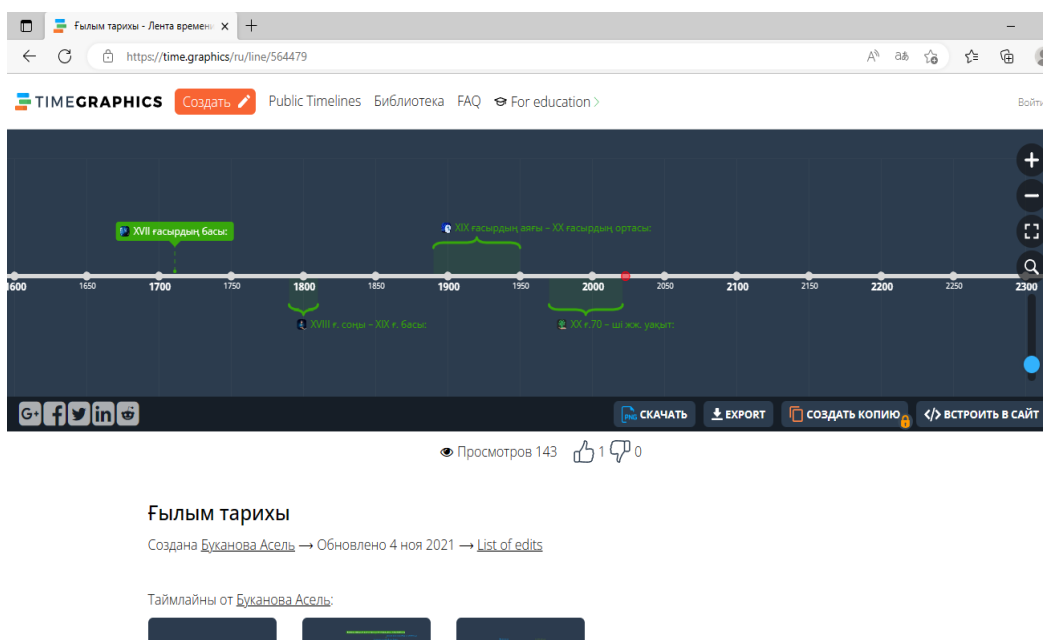 Ғылым тарихы - Лента времени
https://time.graphics/ru/line/564479
TIMEGRAPHICS Создать Public Timelines Библиотека FAQ For education > Войти
XVII ғасырдың басы:
XIX ғасырдың аяғы – XX ғасырдың ортасы:
1600 1650 1700 1750 1800 1850 1900 1950 2000 2050 2100 2150 2200 2250 2300
XVIII ғ. соңы – XIX ғ. басы:
XX ғ.70 – ші жж. уақыт:
G+ f in PNG СКАЧАТЬ EXPORT СОЗДАТЬ КОПИЮ </> ВСТРОИТЬ В САЙТ
Просмотров 143 1 0
Ғылым тарихы
Создана Буканова Асель → Обновлено 4 ноя 2021 → List of edits
Таймлайны от Буканова Асель: